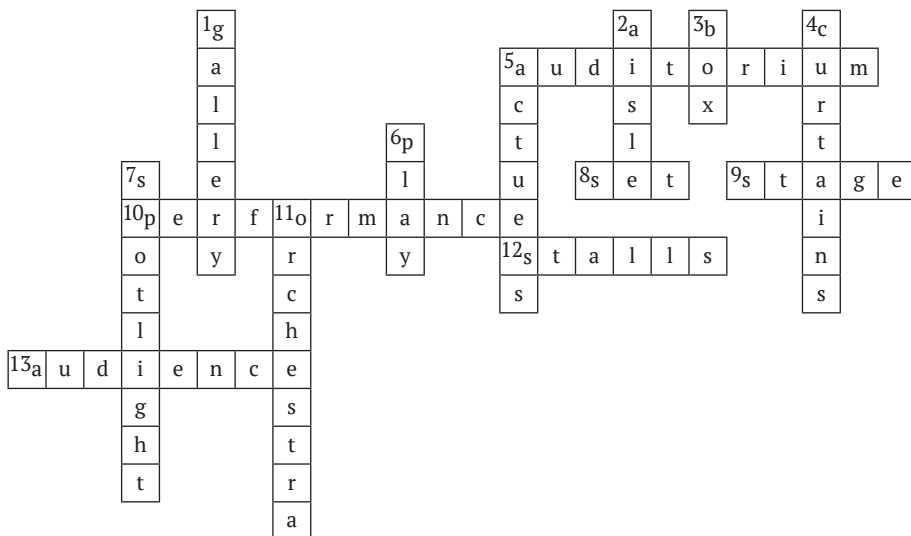 1g 2a 3b 4c
a 5a u d i t o r i u m
l c s x r
l 6p t l t
7s e l u 8s e t 9s t a g e
10p e r f 11o r m a n c e i
o y r y 12s t a l l s n
t c s s
l h
13a u d i e n c e
g s
h t
t r
a